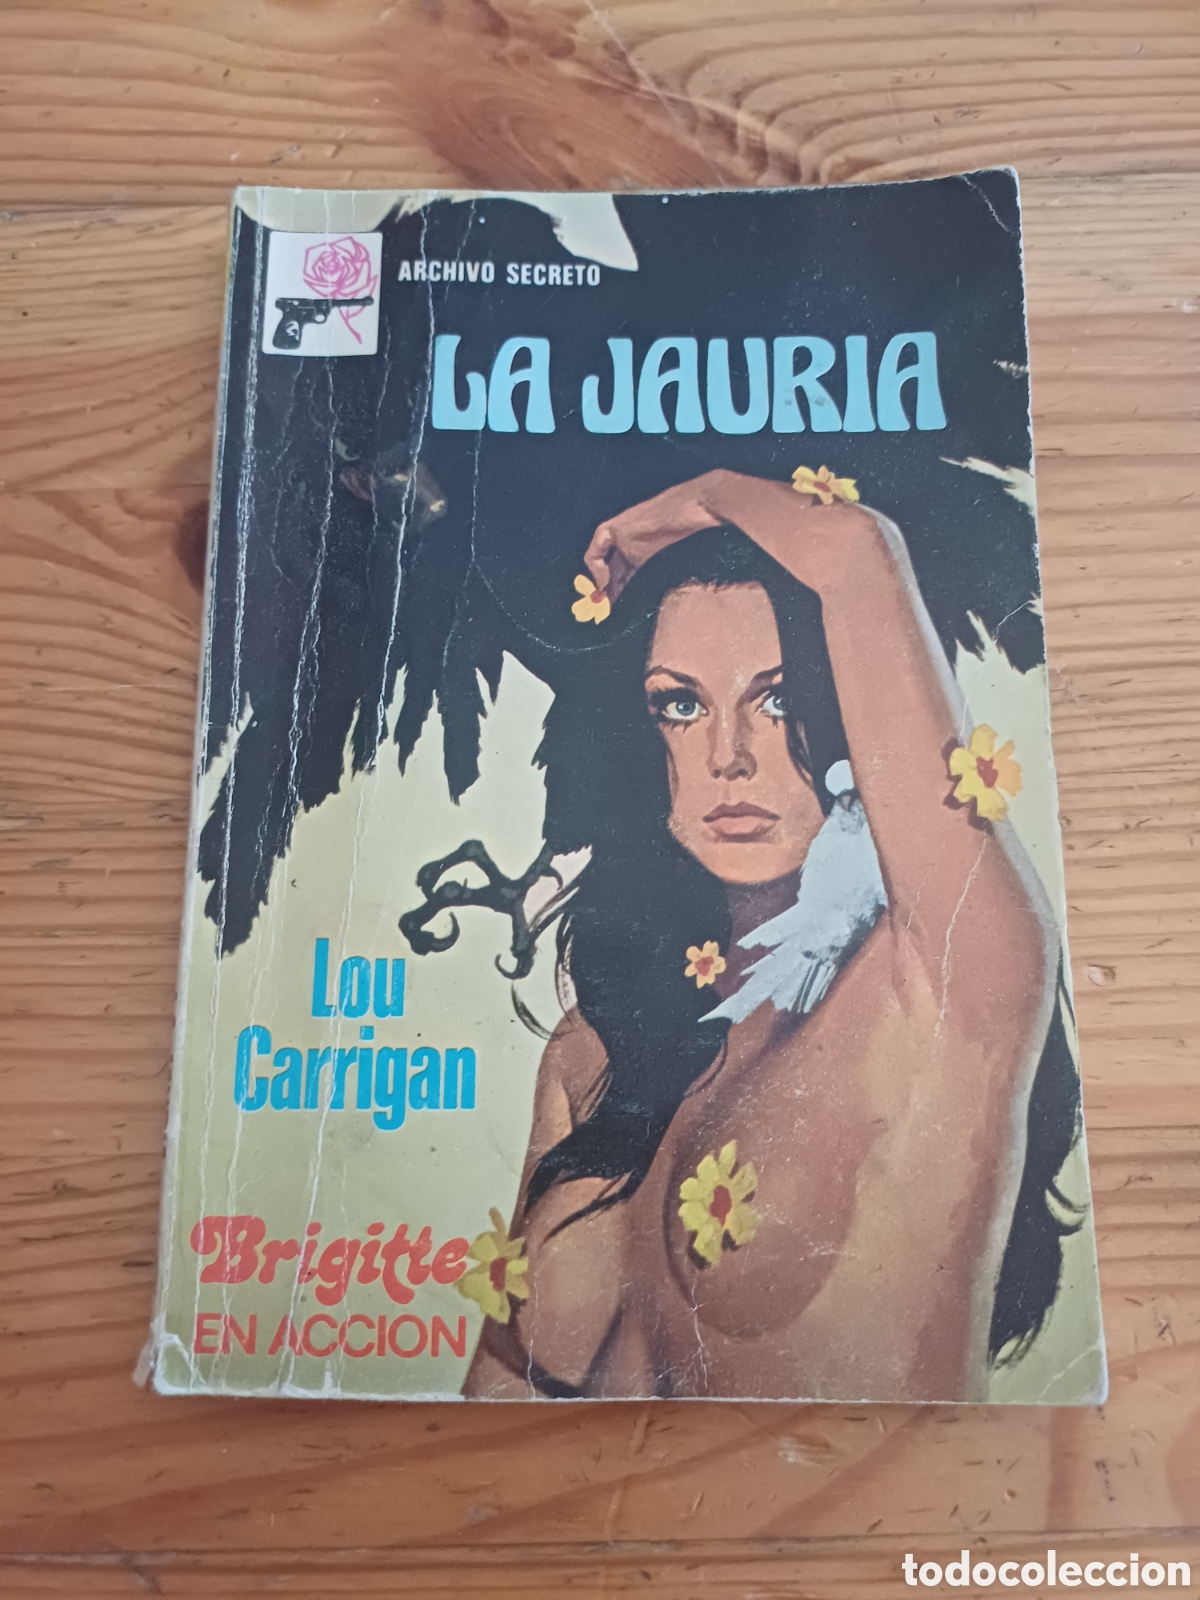 ARCHIVO SECRETO
LA JAURIA
Lou
Carrigan
Brigitte
EN ACCION
todocoleccion